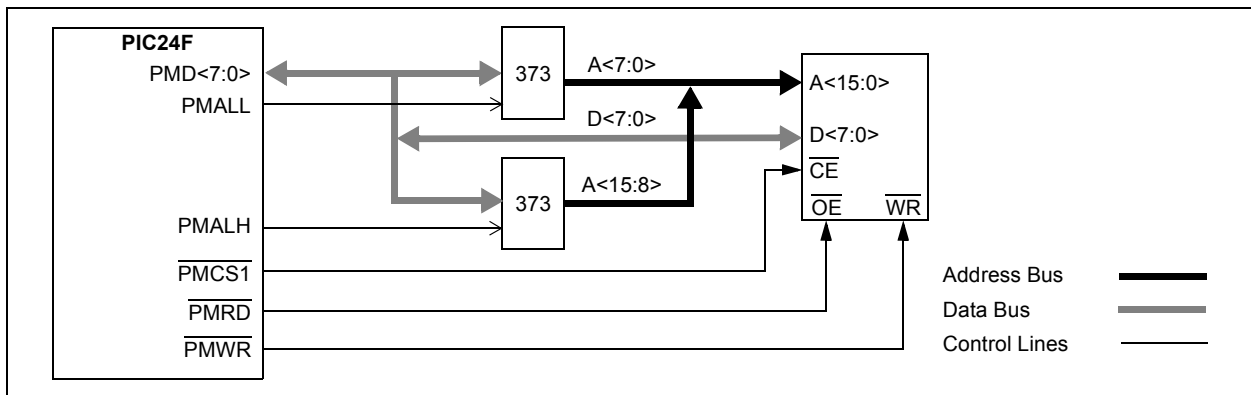 PIC24F
PMD<7:0>
PMALL
373
A<7:0>
A<15:0>
D<7:0>
D<7:0>
CE
373
A<15:8>
OE WR
PMALH
PMCS1
PMRD
PMWR
Address Bus
Data Bus
Control Lines